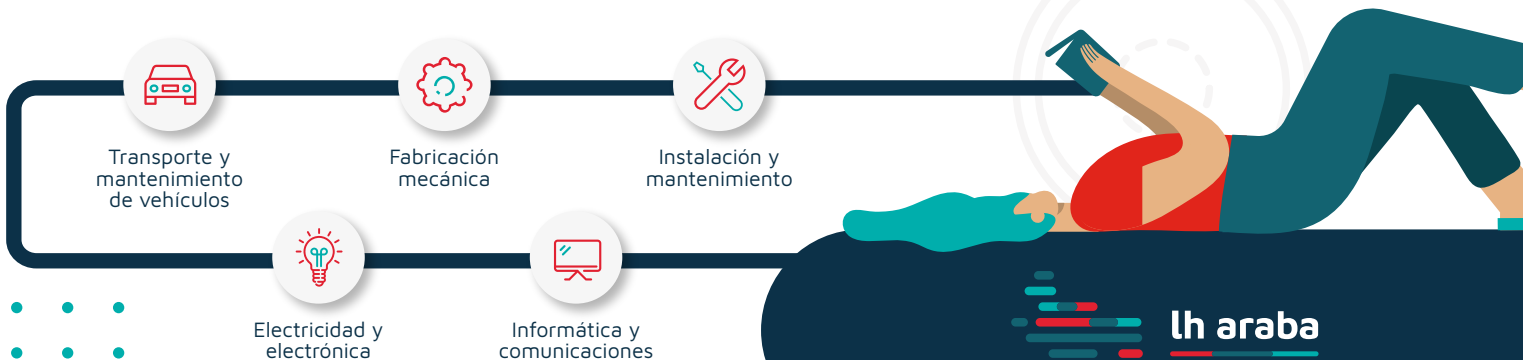 Transporte y
mantenimiento
de vehículos
Fabricación
mecánica
Instalación y
mantenimiento
Electricidad y
electrónica
Informática y
comunicaciones
lh araba